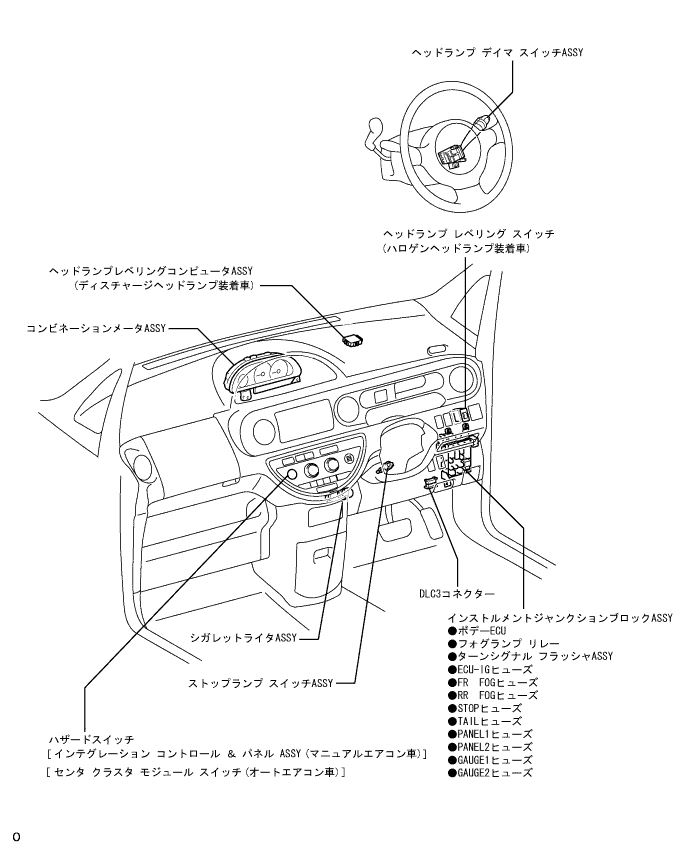 ヘッドランプ デイマ スイッチASSY
ヘッドランプ レベリング スイッチ
(ハロゲンヘッドランプ装着車)
ヘッドランプレベリングコンピュータASSY
(ディスチャージヘッドランプ装着車)
コンビネーションメータASSY
DLC3コネクター
インストルメントジャンクションブロックASSY
●ボデーECU
●フォグランプ リレー
●ターンシグナル フラッシャASSY
●ECU-IGヒューズ
●FR FOGヒューズ
●RR FOGヒューズ
●STOPヒューズ
●TAILヒューズ
●PANEL1ヒューズ
●PANEL2ヒューズ
●GAUGE1ヒューズ
●GAUGE2ヒューズ
シガレットライタASSY
ストップランプ スイッチASSY
ハザードスイッチ
[インテグレーション コントロール & パネル ASSY(マニュアルエアコン車)]
[センタ クラスタ モジュール スイッチ(オートエアコン車)]
O